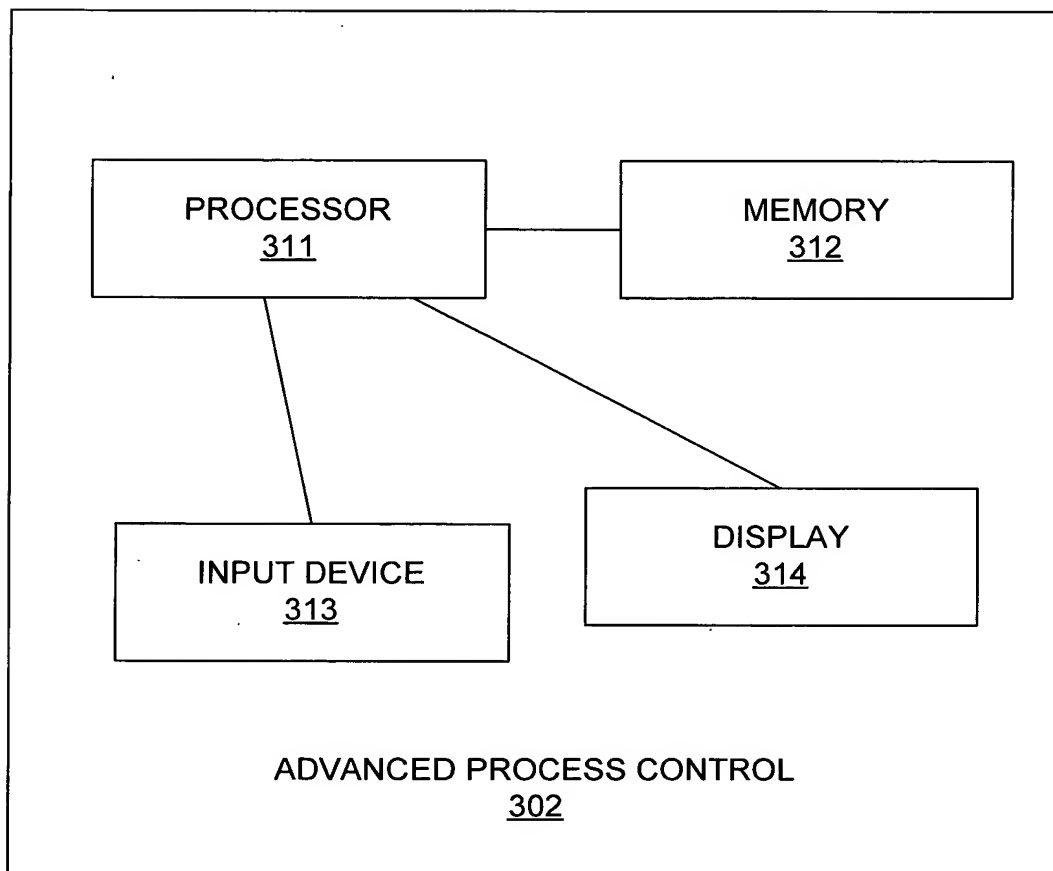 PROCESSOR
311
MEMORY
312
INPUT DEVICE
313
DISPLAY
314
ADVANCED PROCESS CONTROL
302